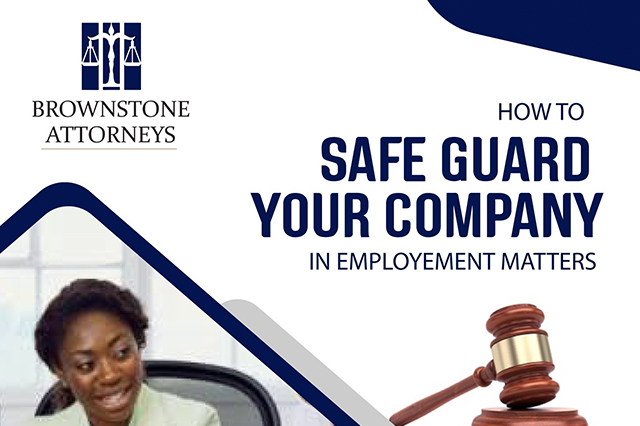 BROWNSTONE
ATTORNEYS
HOW TO
SAFE GUARD
YOUR COMPANY
IN EMPLOYEMENT MATTERS